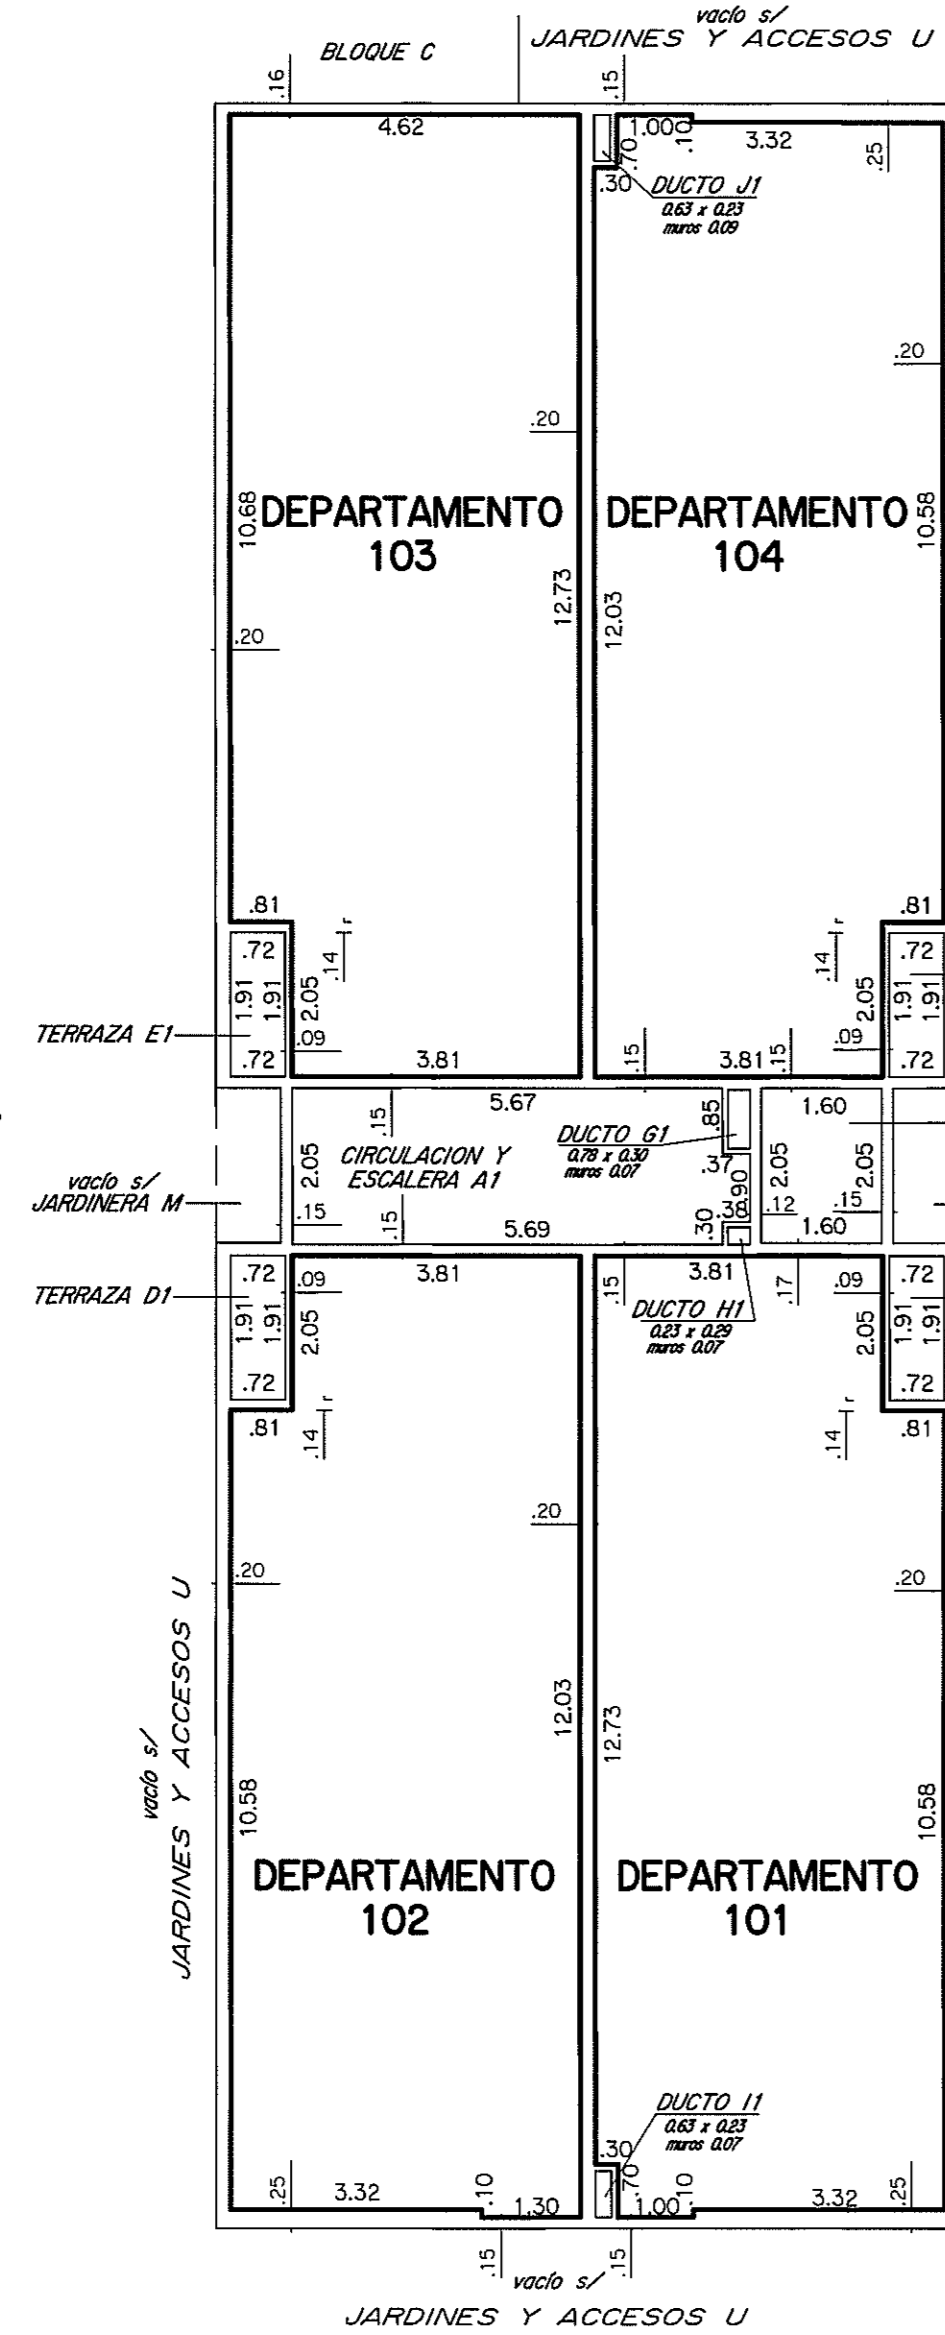 vacío s/
JARDINES Y ACCESOS U
BLOQUE C
.16
.15
4.62
1.00
.10
3.32
.25
.70
.30
DUCTO J1
0.63 x 0.23
muros 0.09
.20
.20
10.68
DEPARTAMENTO
103
DEPARTAMENTO
104
10.58
12.73
12.03
.20
.81
.81
.72
.14
r
.14
r
.72
1.91
1.91
2.05
2.05
1.91
1.91
TERRAZA E1
.09
.72
3.81
.15
3.81
.15
.09
.72
5.67
.15
.85
1.60
DUCTO G1
0.78 x 0.30
muros 0.07
CIRCULACION Y
ESCALERA A1
2.05
.37
.90
2.05
2.05
vacío s/
JARDINERA M
.15
.15
5.69
.30
.38
.12
.15
1.60
TERRAZA D1
.72
.09
3.81
.15
3.81
.17
.09
.72
1.91
1.91
2.05
DUCTO H1
0.23 x 0.29
muros 0.07
2.05
1.91
1.91
.72
.72
.81
.14
r
.14
r
.81
.20
.20
.20
vacío s/
JARDINES Y ACCESOS U
12.03
12.73
10.58
10.58
DEPARTAMENTO
102
DEPARTAMENTO
101
DUCTO I1
0.63 x 0.23
muros 0.07
.30
.70
.25
3.32
.10
1.30
1.00
.10
3.32
.25
.15
.15
vacío s/
JARDINES Y ACCESOS U